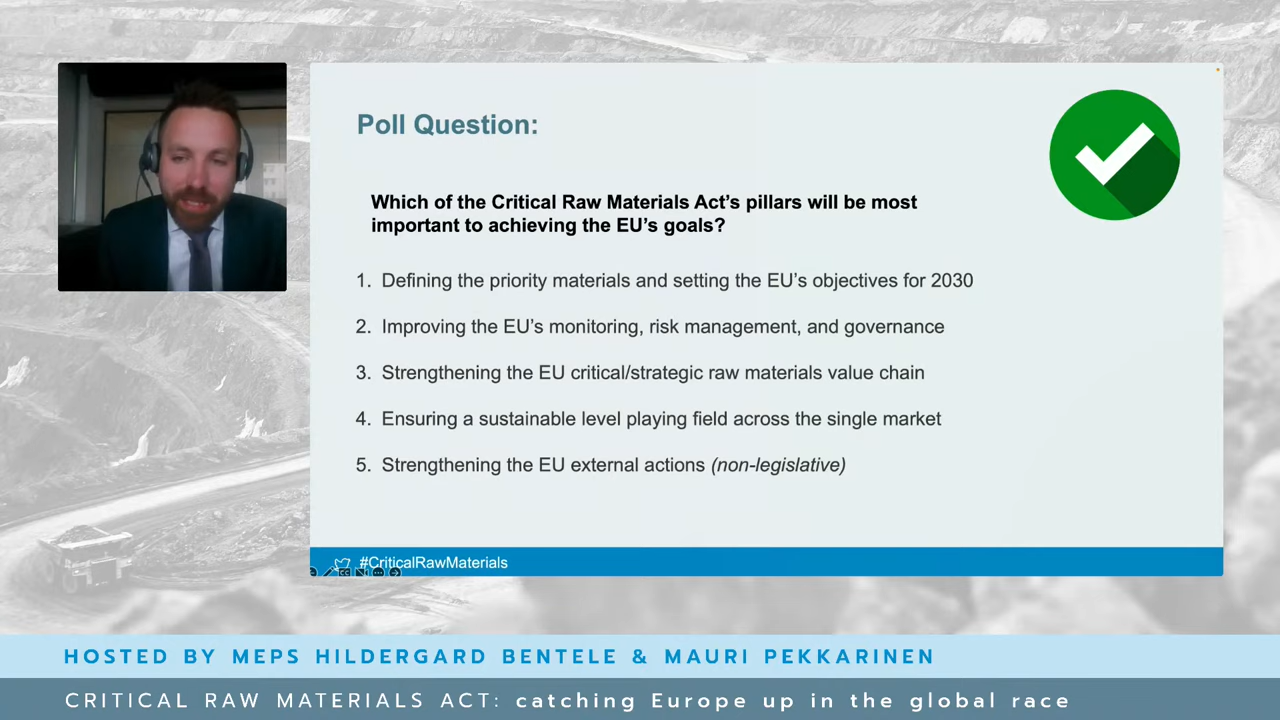 Poll Question:
Which of the Critical Raw Materials Act's pillars will be most
important to achieving the EU's goals?
1. Defining the priority materials and setting the EU's objectives for 2030
2. Improving the EU's monitoring, risk management, and governance
3. Strengthening the EU critical/strategic raw materials value chain
4. Ensuring a sustainable level playing field across the single market
5. Strengthening the EU external actions (non-legislative)
#CriticalRawMaterials
HOSTED BY MEPS HILDERGARD BENTELE & MAURI PEKKARINEN
CRITICAL RAW MATERIALS ACT: catching Europe up in the global race